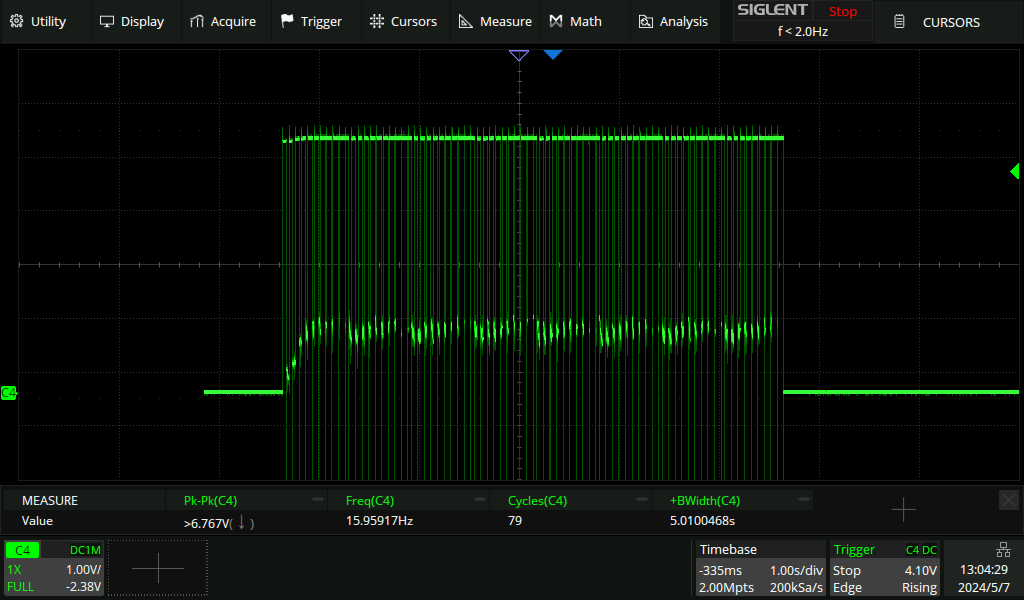 Utility Display Acquire Trigger Cursors Measure Math Analysis SIGLENT Stop CURSORS
f < 2.0Hz
C4
MEASURE Pk-Pk(C4) Freq(C4) Cycles(C4) +BWidth(C4)
Value >6.767V(↓) 15.95917Hz 79 5.0100468s
C4 DC1M Timebase Trigger C4 DC
1X 1.00V/ -335ms 1.00s/div Stop 4.10V 13:04:29
FULL -2.38V 2.00Mpts 200kSa/s Edge Rising 2024/5/7